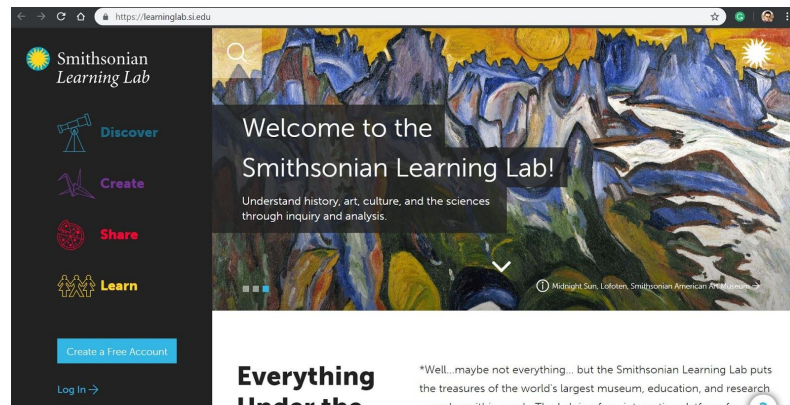 https://learninglab.si.edu
Smithsonian
Learning Lab
Discover
Create
Share
Learn
Create a Free Account
Log In →
Welcome to the
Smithsonian Learning Lab!
Understand history, art, culture, and the sciences
through inquiry and analysis.
Midnight Sun, Lofoten, Smithsonian American Art Museum →
Everything
Under the
*Well...maybe not everything... but the Smithsonian Learning Lab puts
the treasures of the world's largest museum, education, and research